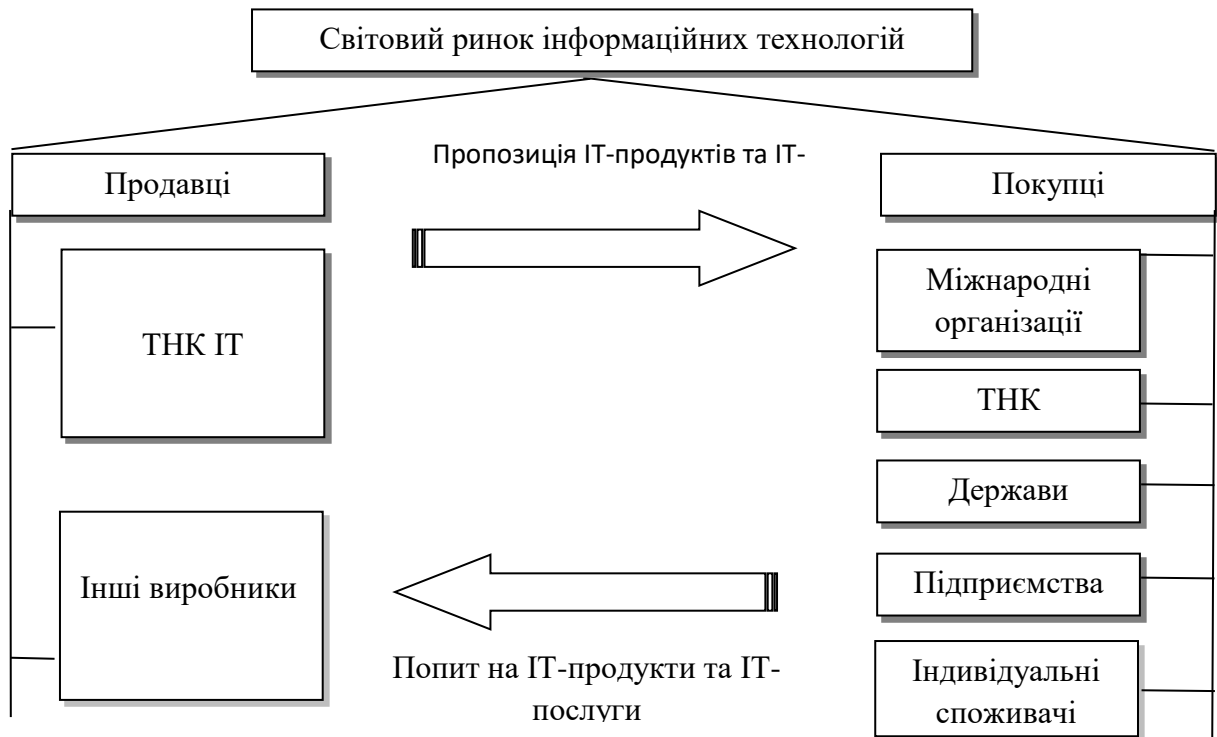 Світовий ринок інформаційних технологій
Пропозиція ІТ-продуктів та ІТ-
Продавці
Покупці
Міжнародні
організації
ТНК ІТ
ТНК
Держави
Інші виробники
Підприємства
Попит на ІТ-продукти та ІТ-
послуги
Індивідуальні
споживачі